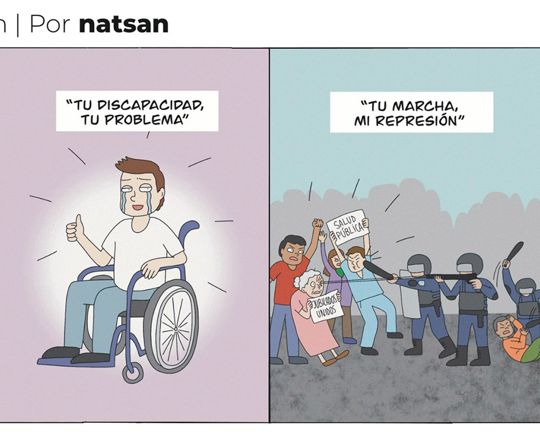 n | Por natsan
"TU DISCAPACIDAD,
TU PROBLEMA"
"TU MARCHA,
MI REPRESIÓN"
SALUD
PÚBLICA
JUBILADOS
UNIDOS